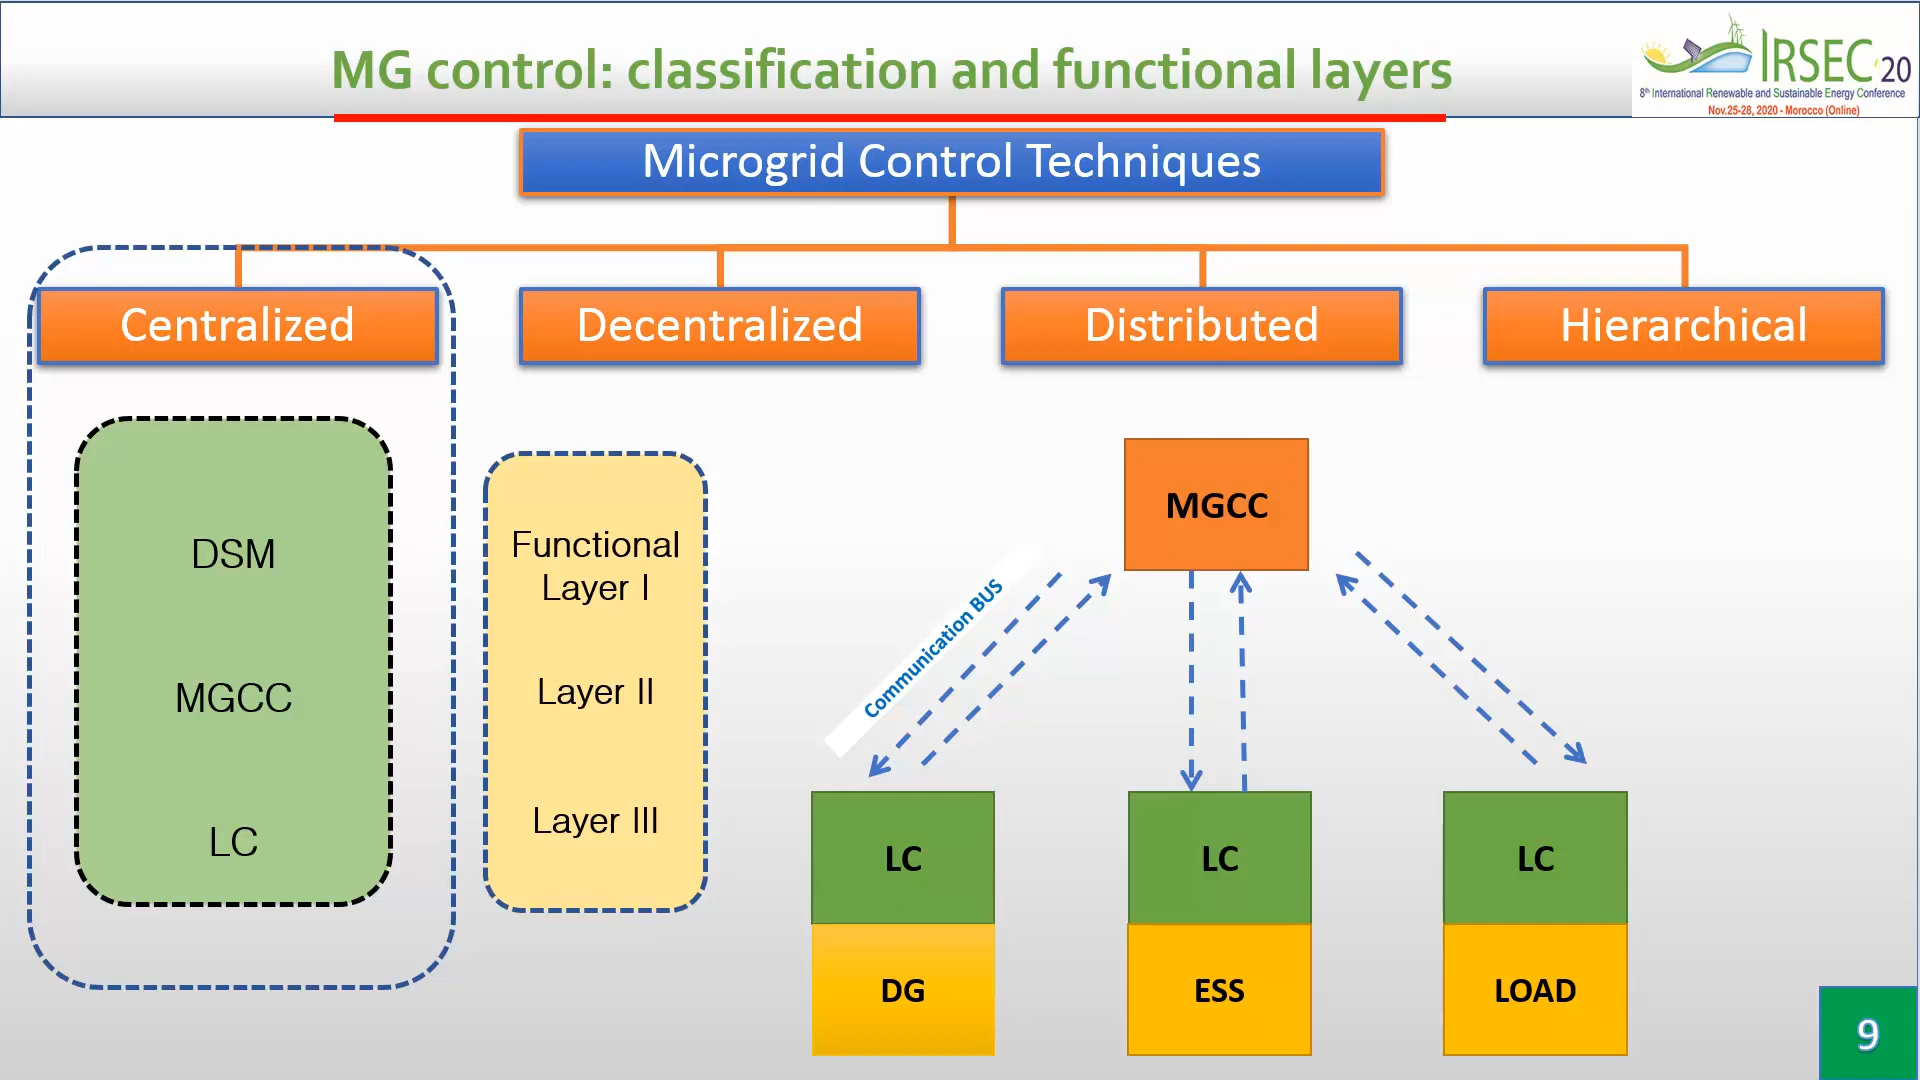 MG control: classification and functional layers
IRSEC'20
8th International Renewable and Sustainable Energy Conference
Nov.25-28, 2020 - Morocco (Online)
Microgrid Control Techniques
Centralized
Decentralized
Distributed
Hierarchical
DSM
MGCC
LC
Functional
Layer I
Layer II
Layer III
MGCC
Communication BUS
LC
LC
LC
DG
ESS
LOAD
9